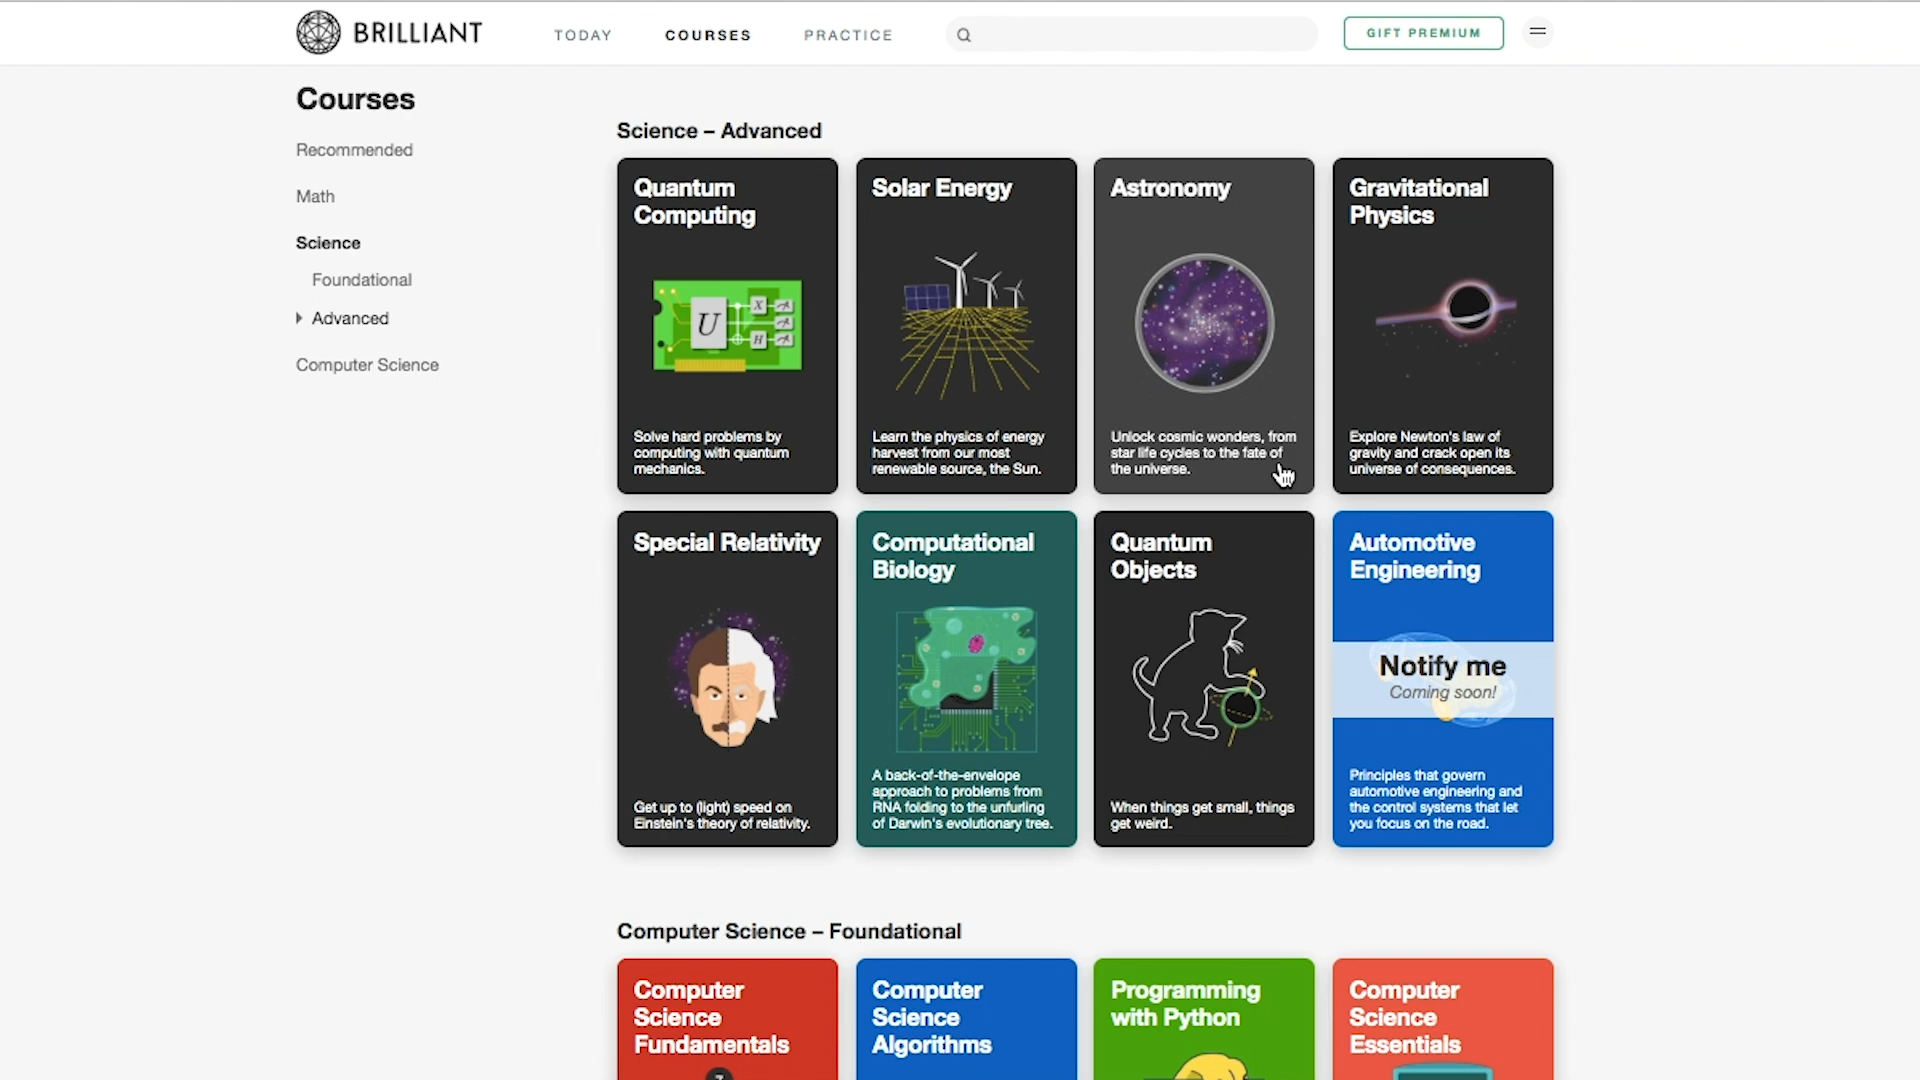 BRILLIANT
TODAY
COURSES
PRACTICE
GIFT PREMIUM
Courses
Recommended
Math
Science
Foundational
Advanced
Computer Science
Science – Advanced
Quantum
Computing
U
X
H
Solve hard problems by
computing with quantum
mechanics.
Solar Energy
Learn the physics of energy
harvest from our most
renewable source, the Sun.
Astronomy
Unlock cosmic wonders, from
star life cycles to the fate of
the universe.
Gravitational
Physics
Explore Newton's law of
gravity and crack open its
universe of consequences.
Special Relativity
Get up to (light) speed on
Einstein's theory of relativity.
Computational
Biology
A back-of-the-envelope
approach to problems from
RNA folding to the unfurling
of Darwin's evolutionary tree.
Quantum
Objects
When things get small, things
get weird.
Automotive
Engineering
Notify me
Coming soon!
Principles that govern
automotive engineering and
the control systems that let
you focus on the road.
Computer Science – Foundational
Computer
Science
Fundamentals
Computer
Science
Algorithms
Programming
with Python
Computer
Science
Essentials